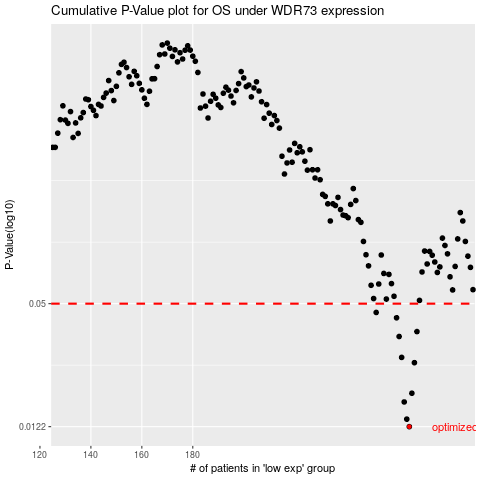 Cumulative P-Value plot for OS under WDR73 expression
P-Value(log10)
0.05
0.0122
optimized
120 140 160 180
# of patients in 'low exp' group